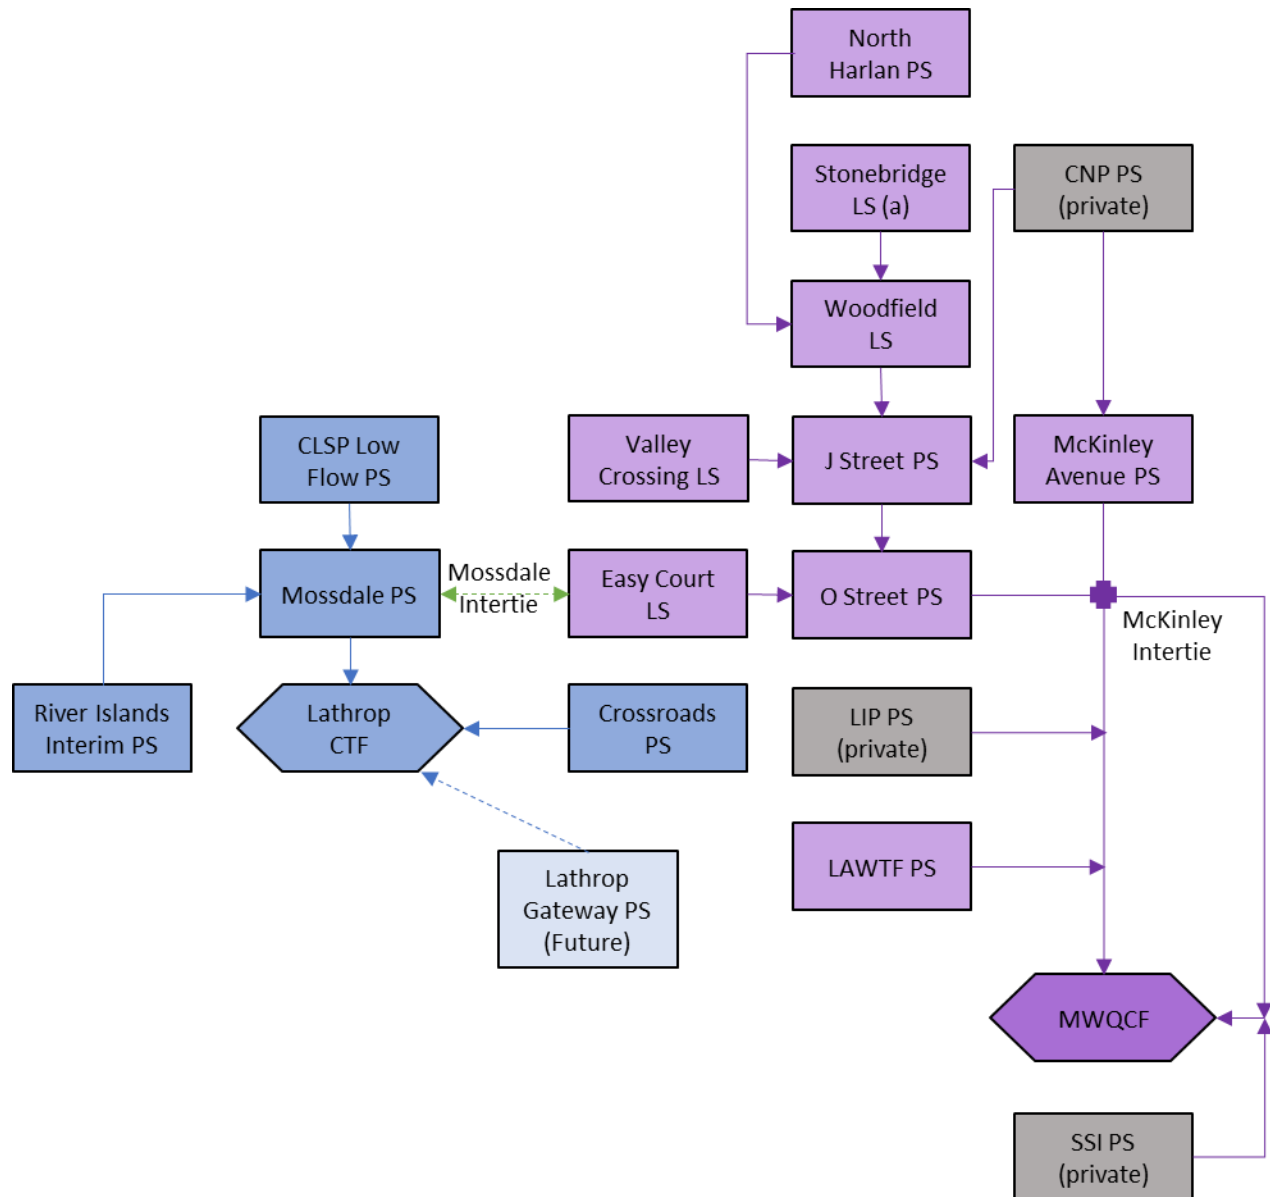 North
Harlan PS
Stonebridge
LS (a)
CNP PS
(private)
Woodfield
LS
CLSP Low
Flow PS
Valley
Crossing LS
J Street PS
McKinley
Avenue PS
Mossdale PS
Mossdale
Intertie
Easy Court
LS
O Street PS
McKinley
Intertie
River Islands
Interim PS
Lathrop
CTF
Crossroads
PS
LIP PS
(private)
Lathrop
Gateway PS
(Future)
LAWTF PS
MWQCF
SSI PS
(private)